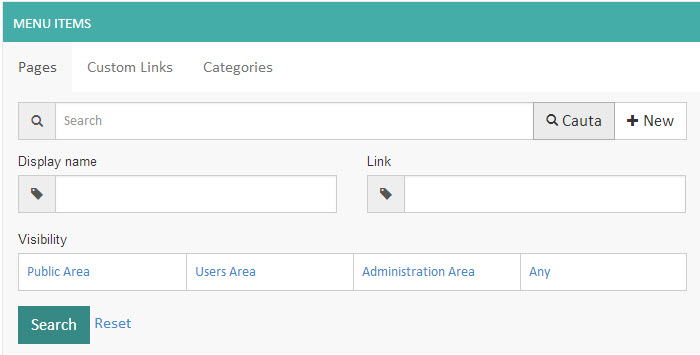 MENU ITEMS
Pages Custom Links Categories
Search Cauta New
Display name Link
Visibility
Public Area Users Area Administration Area Any
Search Reset